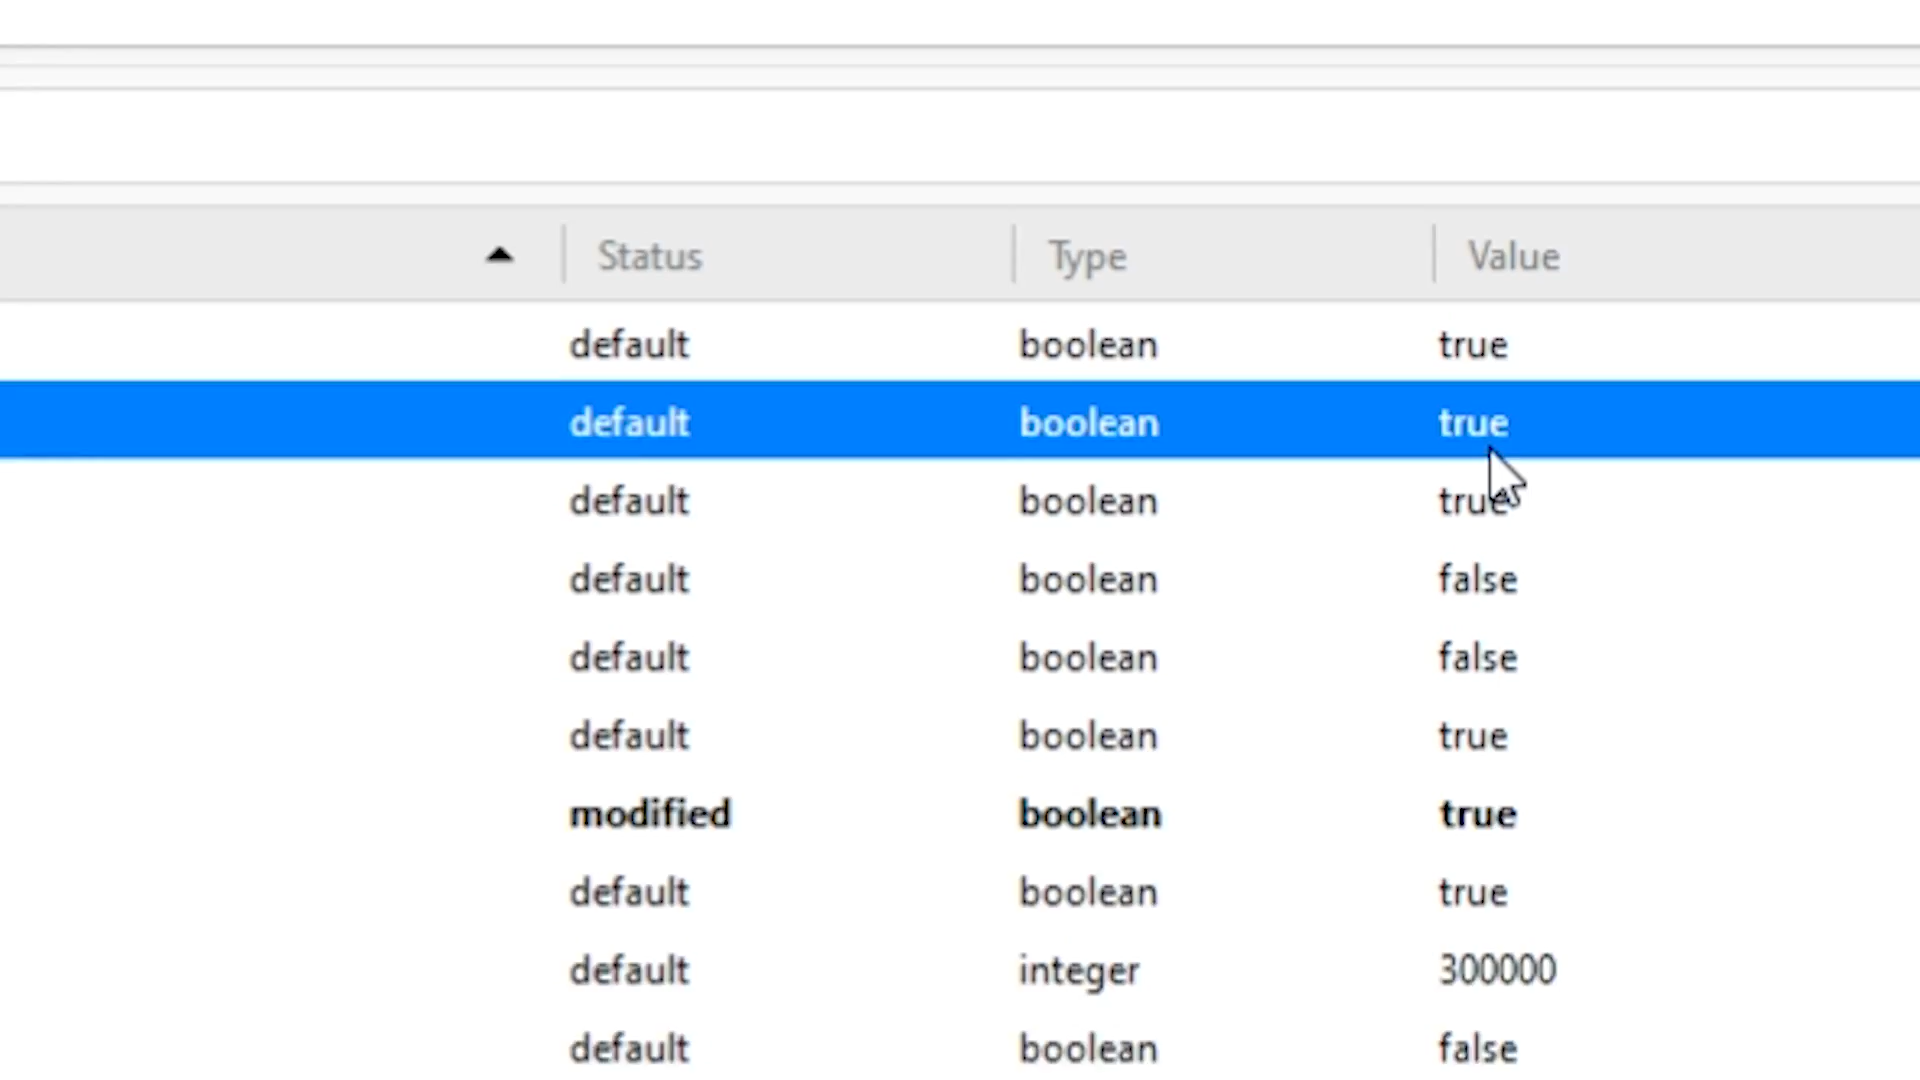 Status Type Value
default boolean true
default boolean true
default boolean true
default boolean false
default boolean false
default boolean true
modified boolean true
default boolean true
default integer 300000
default boolean false